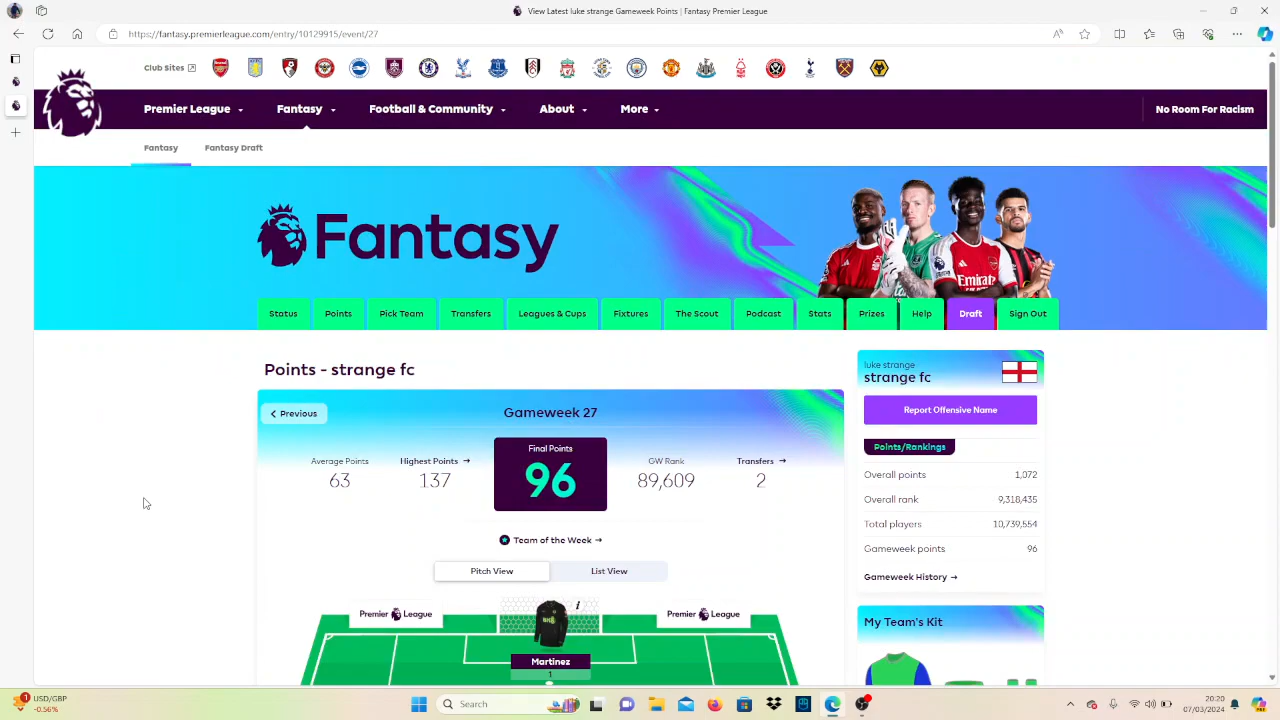 View Latest luke strange Gameweek Points | Fantasy Premier League
https://fantasy.premierleague.com/entry/10129915/event/27
Club Sites
Premier League
Fantasy
Football & Community
About
More
No Room For Racism
Fantasy
Fantasy Draft
Fantasy
Status
Points
Pick Team
Transfers
Leagues & Cups
Fixtures
The Scout
Podcast
Stats
Prizes
Help
Draft
Sign Out
Points - strange fc
Previous
Gameweek 27
Average Points
63
Highest Points →
137
Final Points
96
GW Rank
89,609
Transfers →
2
Team of the Week →
Pitch View
List View
Premier League
Premier League
Martinez
1
luke strange
strange fc
Report Offensive Name
Points/Rankings
Overall points 1,072
Overall rank 9,318,435
Total players 10,739,554
Gameweek points 96
Gameweek History →
My Team's Kit
1
USD/GBP
-0.56%
Search
20:20
07/03/2024